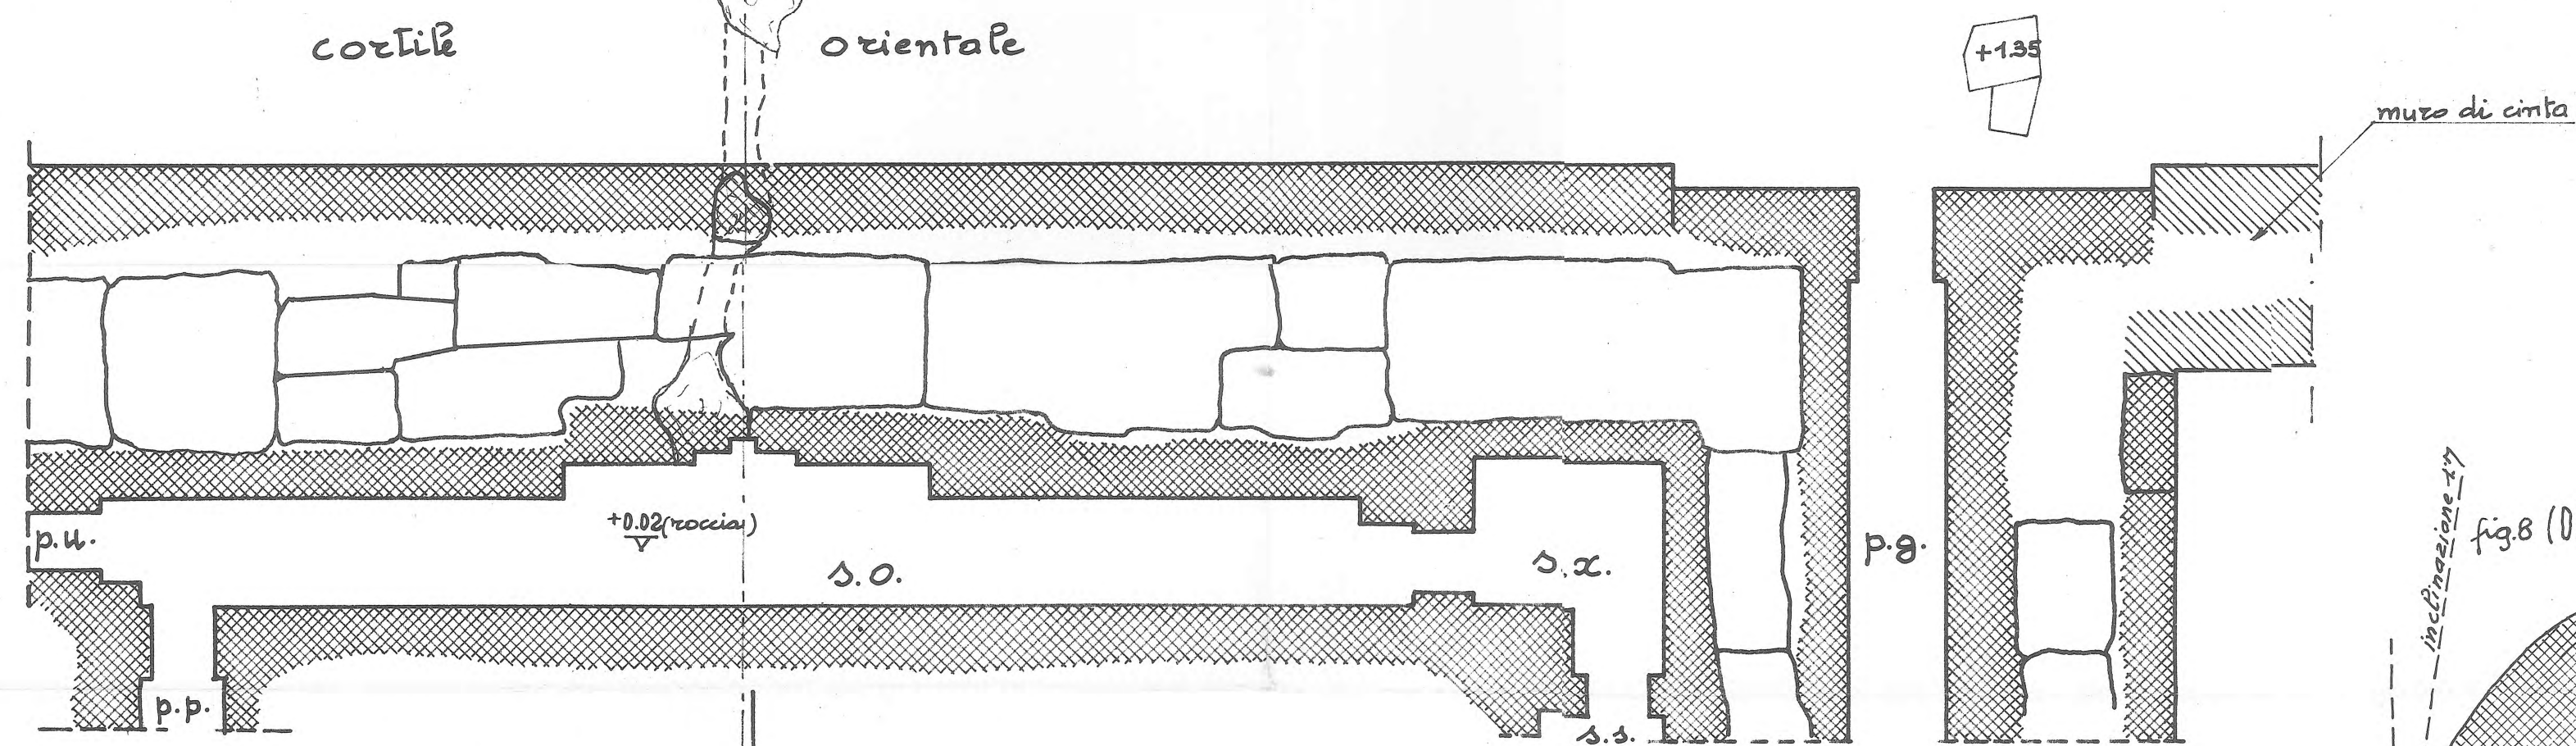 cortile orientale
+1.35
muro di cinta
+0.02 (roccia)
p.u.
s.o.
s.x.
p.g.
inclinazione
fig.8 (D
p.p.
s.s.